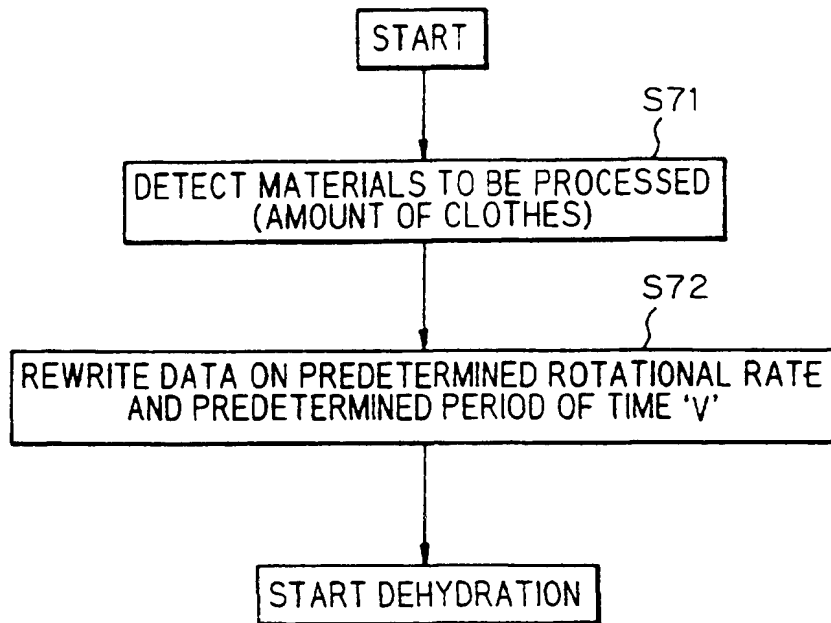 START
S71
DETECT MATERIALS TO BE PROCESSED
(AMOUNT OF CLOTHES)
S72
REWRITE DATA ON PREDETERMINED ROTATIONAL RATE
AND PREDETERMINED PERIOD OF TIME 'V'
START DEHYDRATION